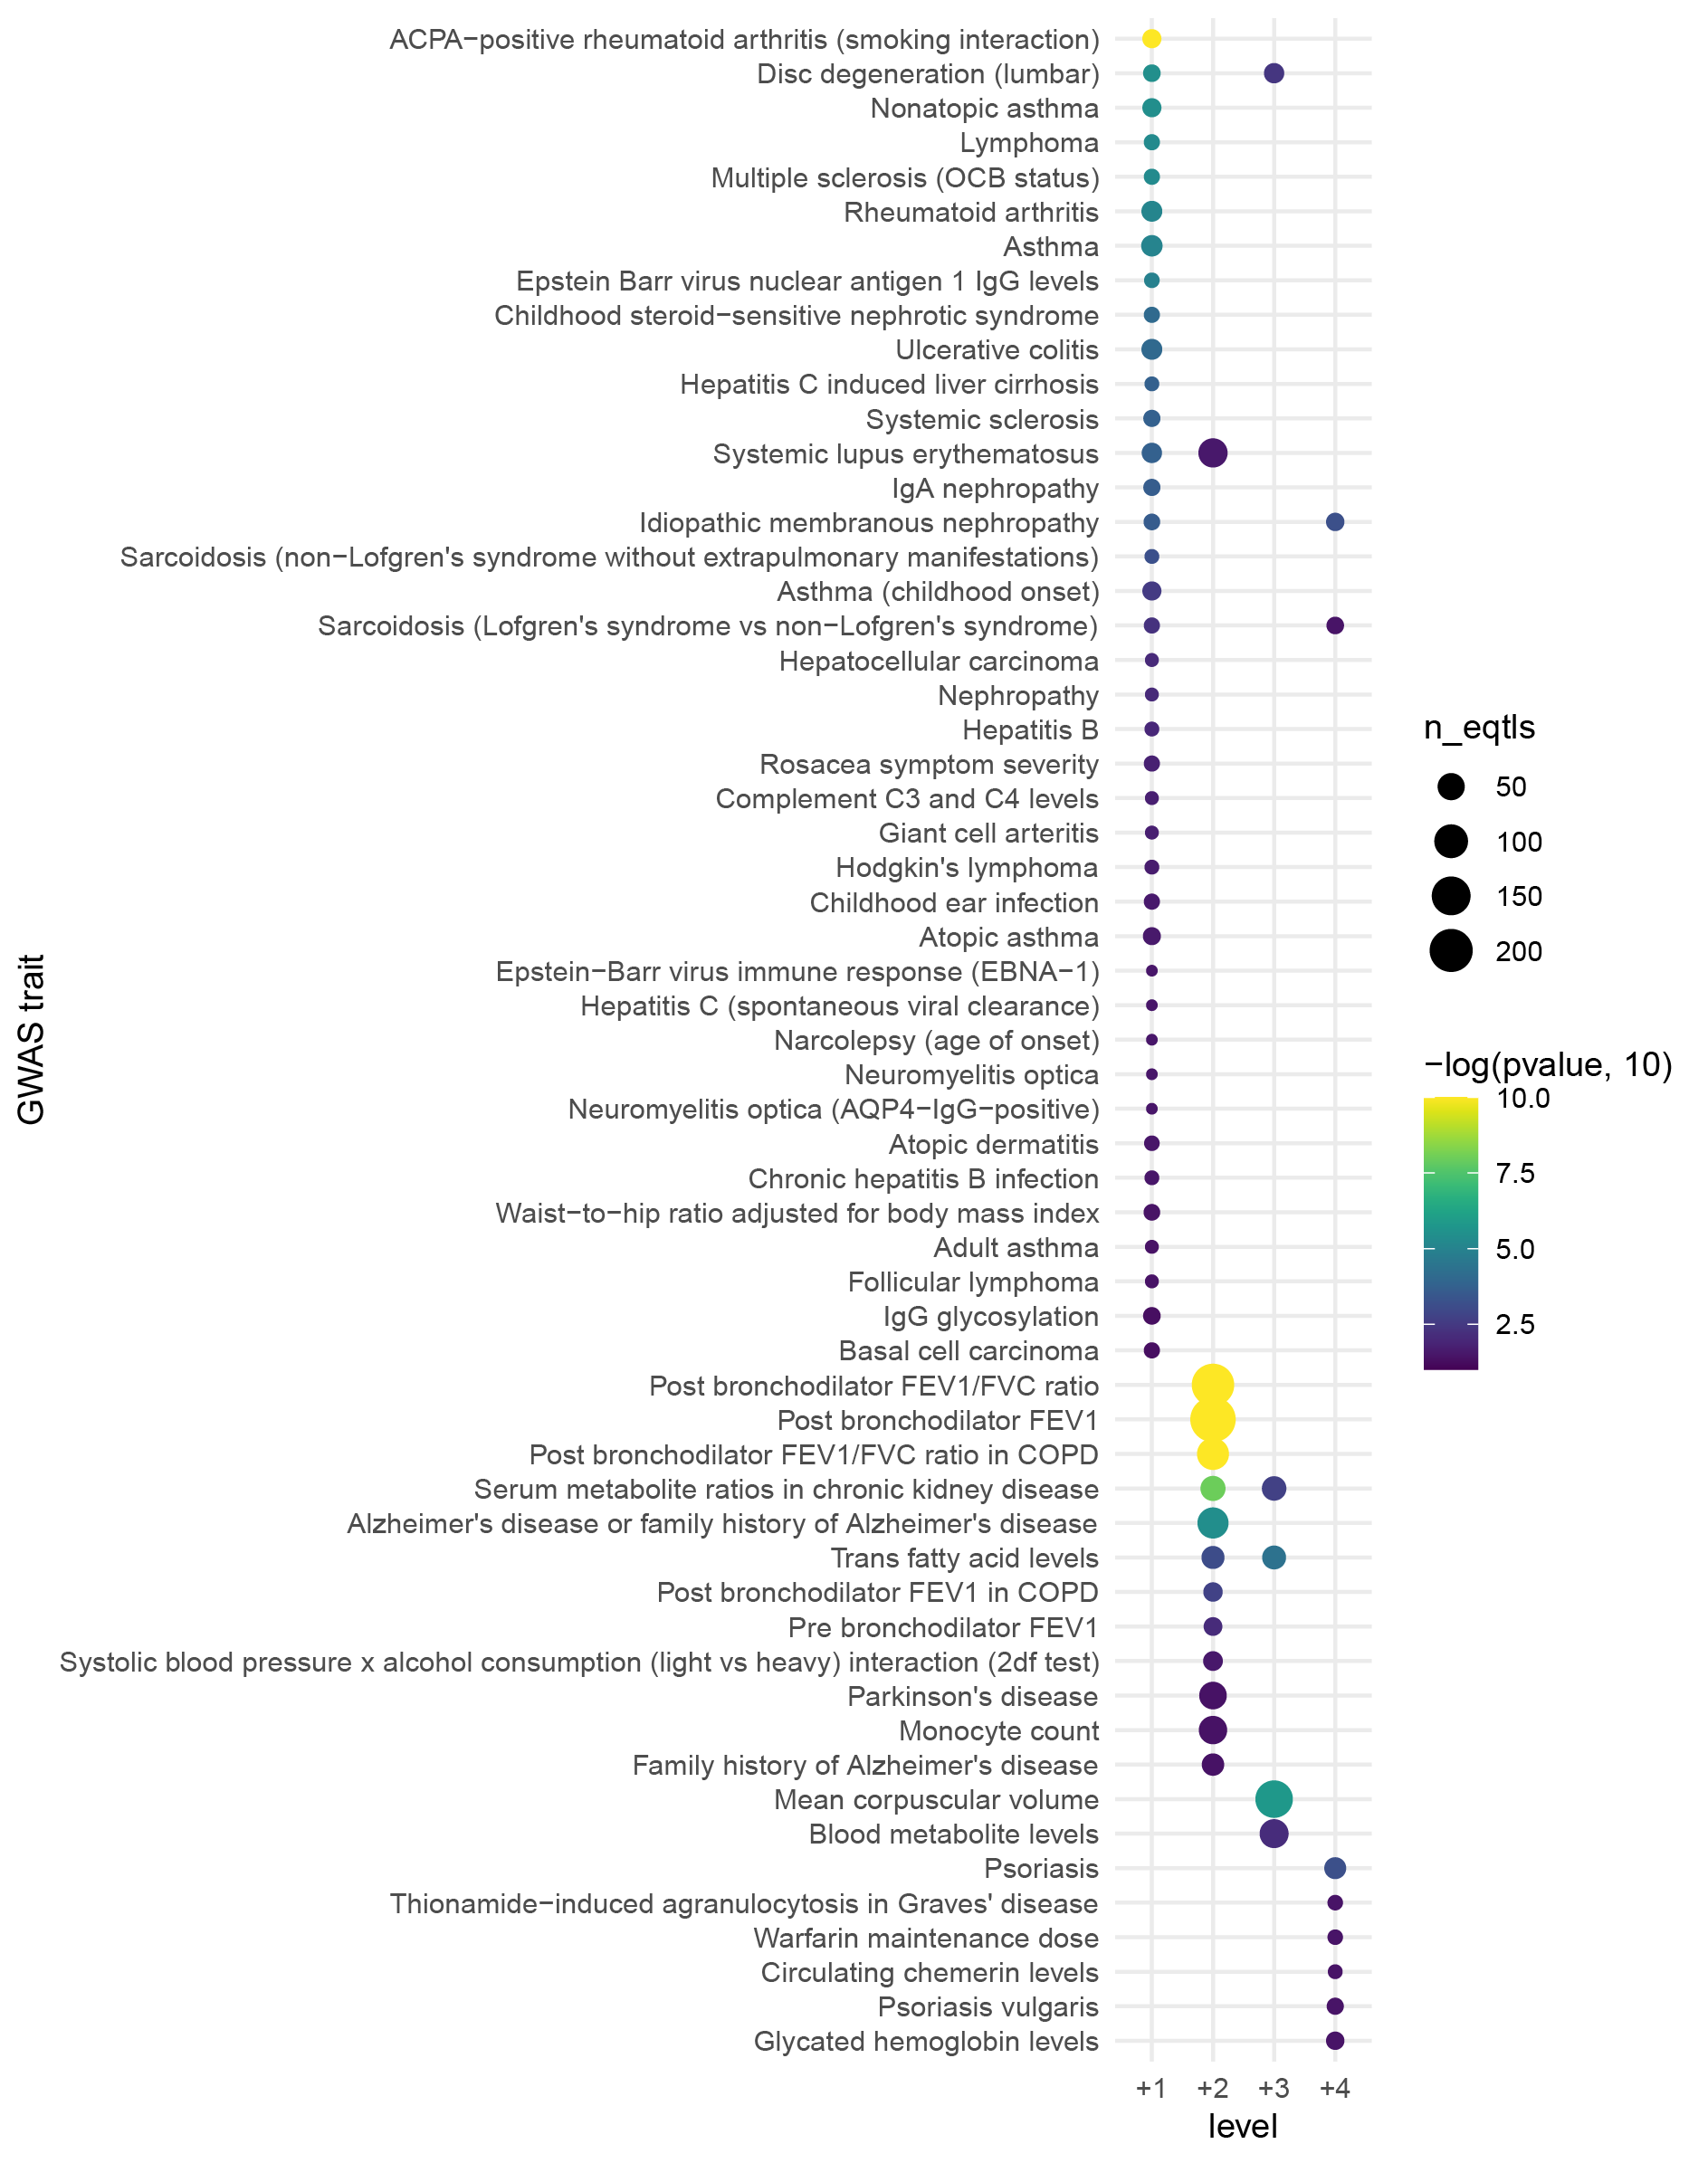 ACPA−positive rheumatoid arthritis (smoking interaction)
Disc degeneration (lumbar)
Nonatopic asthma
Lymphoma
Multiple sclerosis (OCB status)
Rheumatoid arthritis
Asthma
Epstein Barr virus nuclear antigen 1 IgG levels
Childhood steroid−sensitive nephrotic syndrome
Ulcerative colitis
Hepatitis C induced liver cirrhosis
Systemic sclerosis
Systemic lupus erythematosus
IgA nephropathy
Idiopathic membranous nephropathy
Sarcoidosis (non−Lofgren's syndrome without extrapulmonary manifestations)
Asthma (childhood onset)
Sarcoidosis (Lofgren's syndrome vs non−Lofgren's syndrome)
Hepatocellular carcinoma
Nephropathy
Hepatitis B
Rosacea symptom severity
Complement C3 and C4 levels
Giant cell arteritis
Hodgkin's lymphoma
Childhood ear infection
Atopic asthma
Epstein−Barr virus immune response (EBNA−1)
Hepatitis C (spontaneous viral clearance)
Narcolepsy (age of onset)
Neuromyelitis optica
Neuromyelitis optica (AQP4−IgG−positive)
Atopic dermatitis
Chronic hepatitis B infection
Waist−to−hip ratio adjusted for body mass index
Adult asthma
Follicular lymphoma
IgG glycosylation
Basal cell carcinoma
Post bronchodilator FEV1/FVC ratio
Post bronchodilator FEV1
Post bronchodilator FEV1/FVC ratio in COPD
Serum metabolite ratios in chronic kidney disease
Alzheimer's disease or family history of Alzheimer's disease
Trans fatty acid levels
Post bronchodilator FEV1 in COPD
Pre bronchodilator FEV1
Systolic blood pressure x alcohol consumption (light vs heavy) interaction (2df test)
Parkinson's disease
Monocyte count
Family history of Alzheimer's disease
Mean corpuscular volume
Blood metabolite levels
Psoriasis
Thionamide−induced agranulocytosis in Graves' disease
Warfarin maintenance dose
Circulating chemerin levels
Psoriasis vulgaris
Glycated hemoglobin levels
GWAS trait
+1 +2 +3 +4
level
n_eqtls
50
100
150
200
−log(pvalue, 10)
10.0
7.5
5.0
2.5